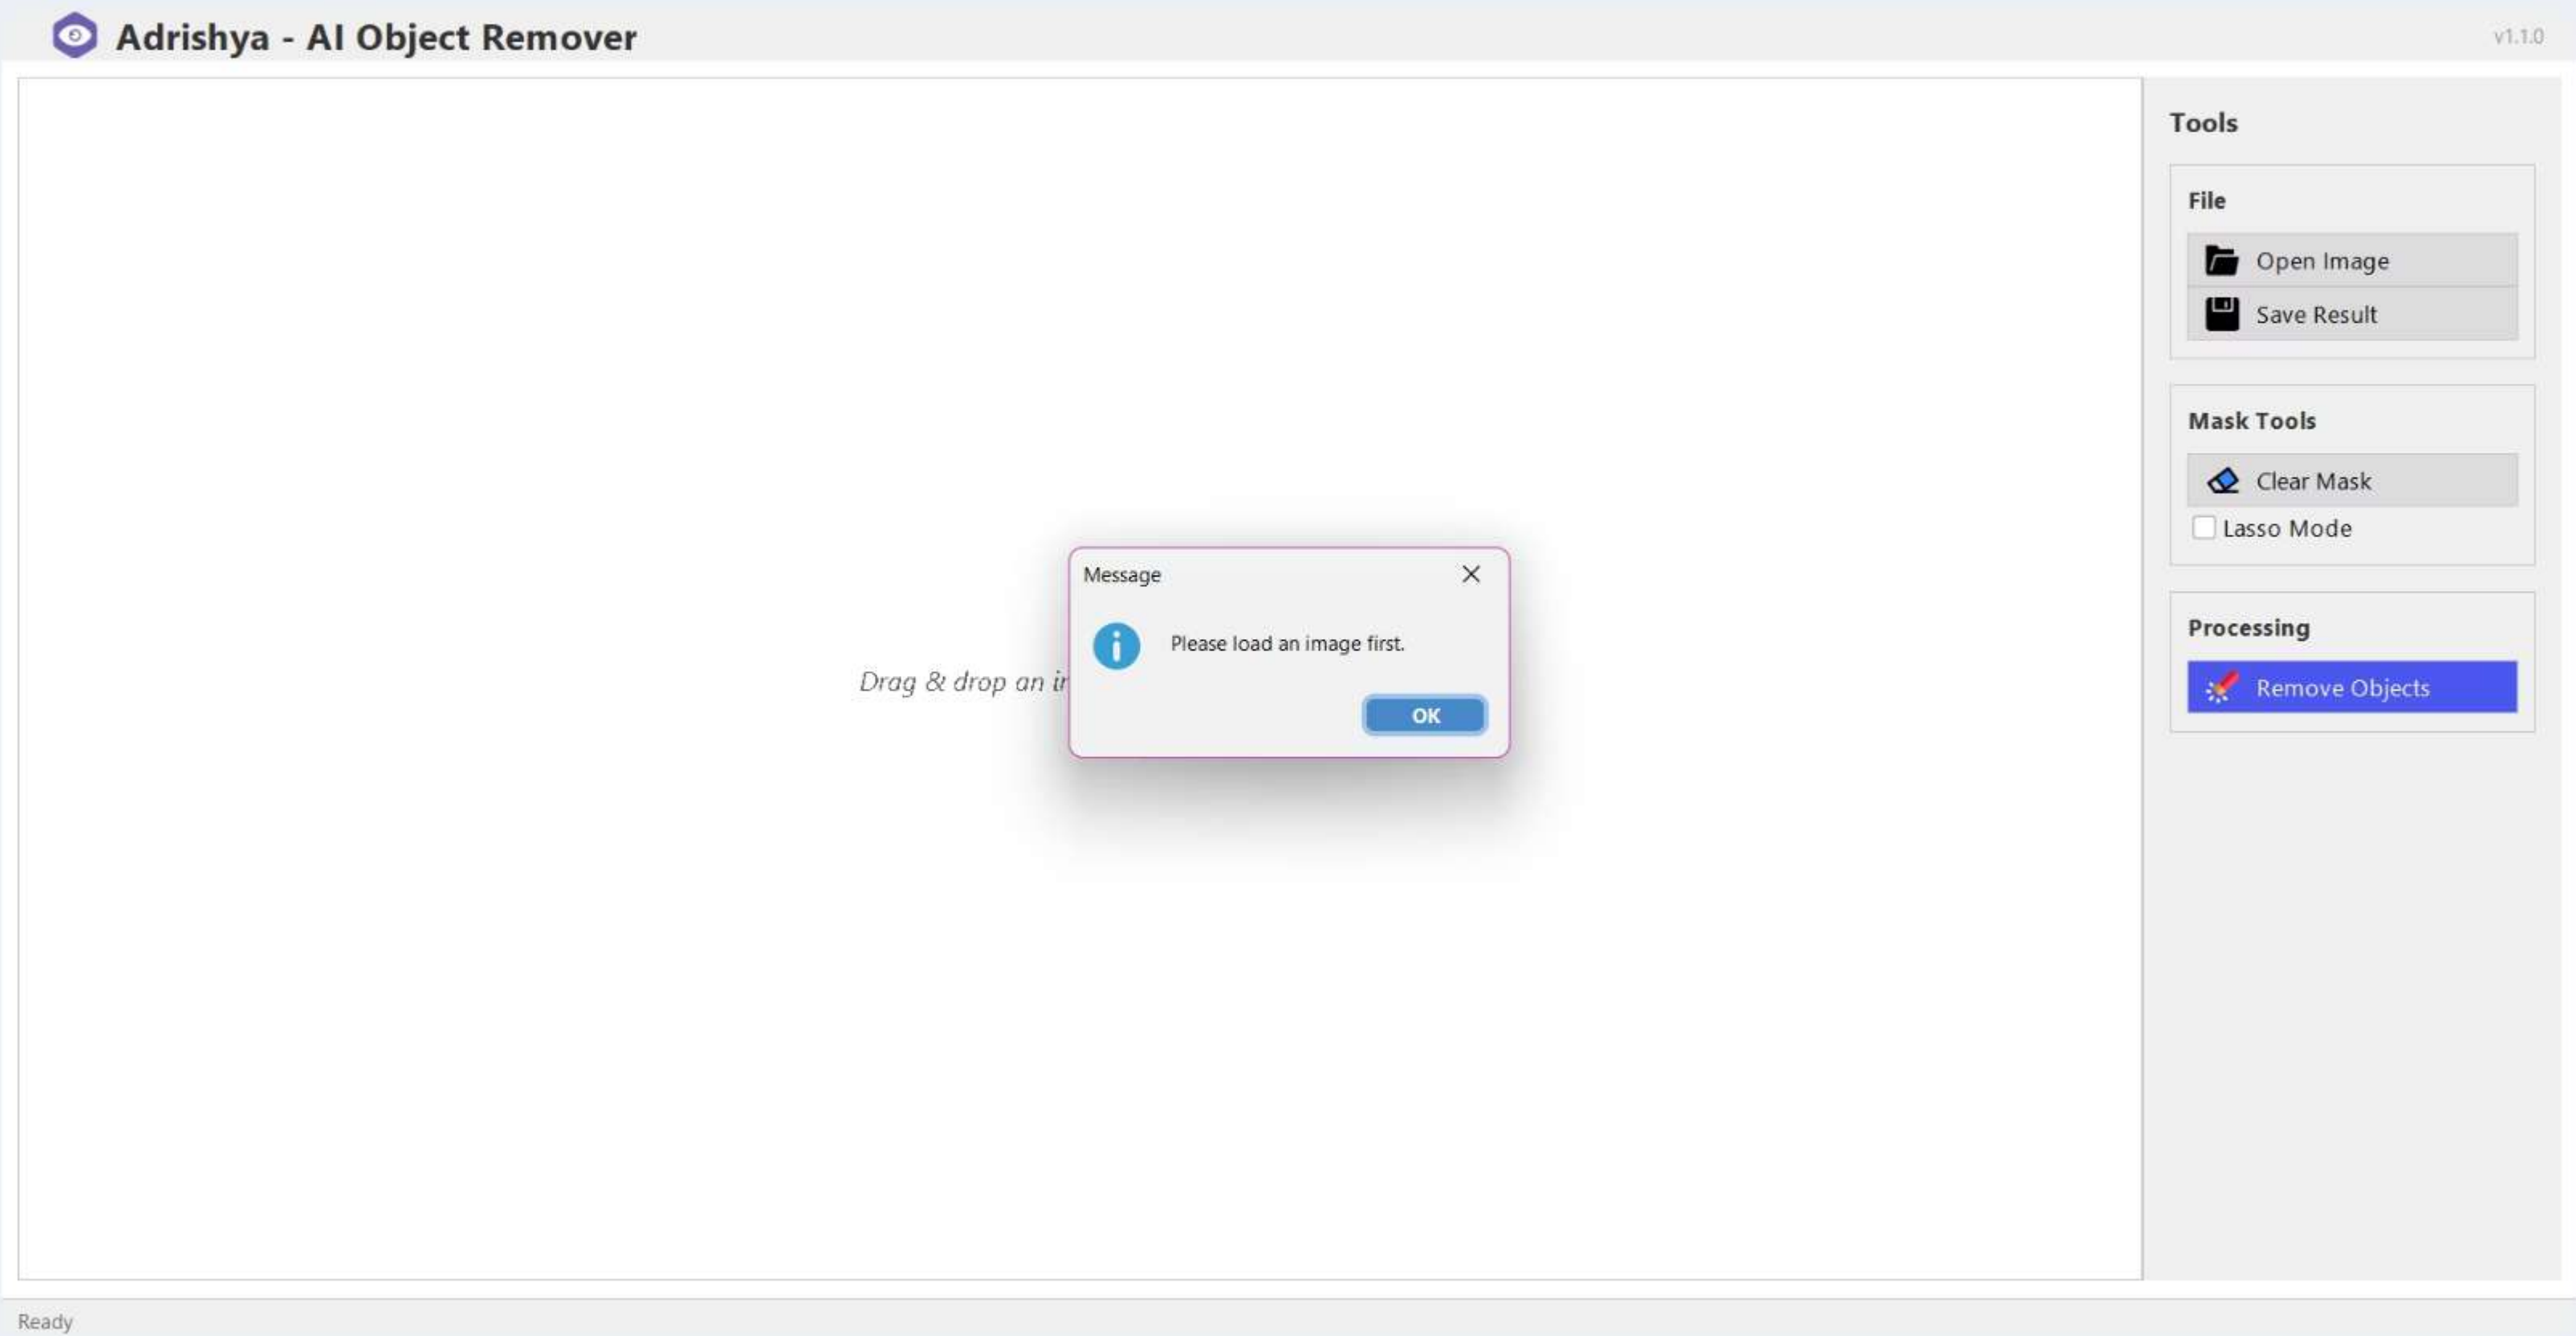 Adrishya - AI Object Remover
v1.1.0
Tools
File
Open Image
Save Result
Mask Tools
Clear Mask
Lasso Mode
Processing
Remove Objects
Message
Please load an image first.
OK
Drag & drop an
Ready